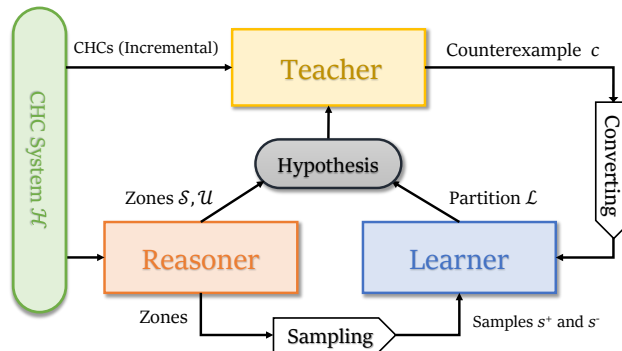 CHCs (Incremental)
Teacher
Counterexample c
CHC System ℋ
Converting
Hypothesis
Zones 𝒮, 𝒰
Partition ℒ
Reasoner
Learner
Zones
Sampling
Samples s⁺ and s⁻